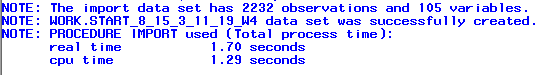 NOTE: The import data set has 2232 observations and 105 variables.
NOTE: WORK.START_8_15_3_11_19_W4 data set was successfully created.
NOTE: PROCEDURE IMPORT used (Total process time):
real time 1.70 seconds
cpu time 1.29 seconds